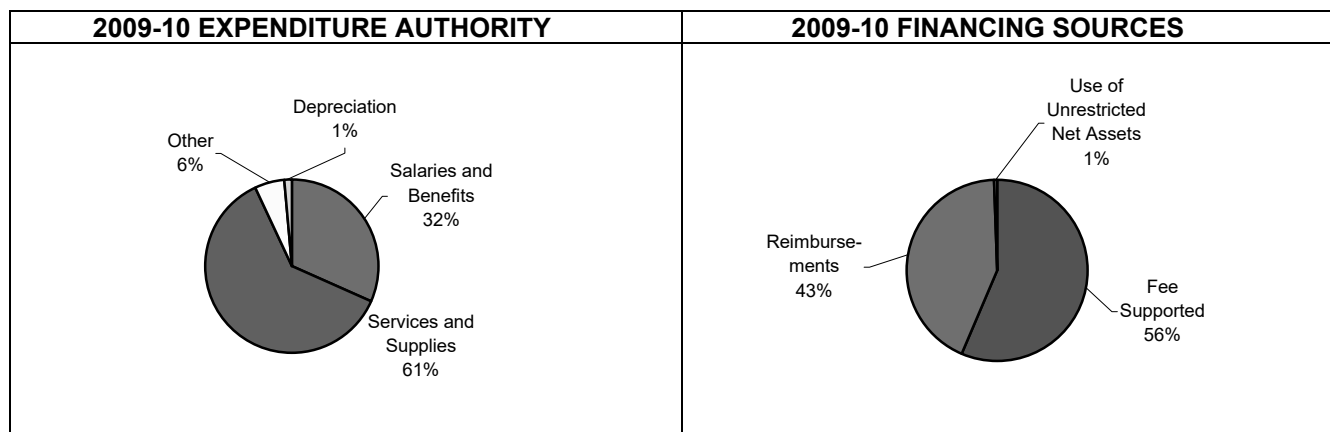 2009-10 EXPENDITURE AUTHORITY
Depreciation
1%
Other
6%
Salaries and
Benefits
32%
Services and
Supplies
61%
2009-10 FINANCING SOURCES
Use of
Unrestricted
Net Assets
1%
Reimburse-
ments
43%
Fee
Supported
56%